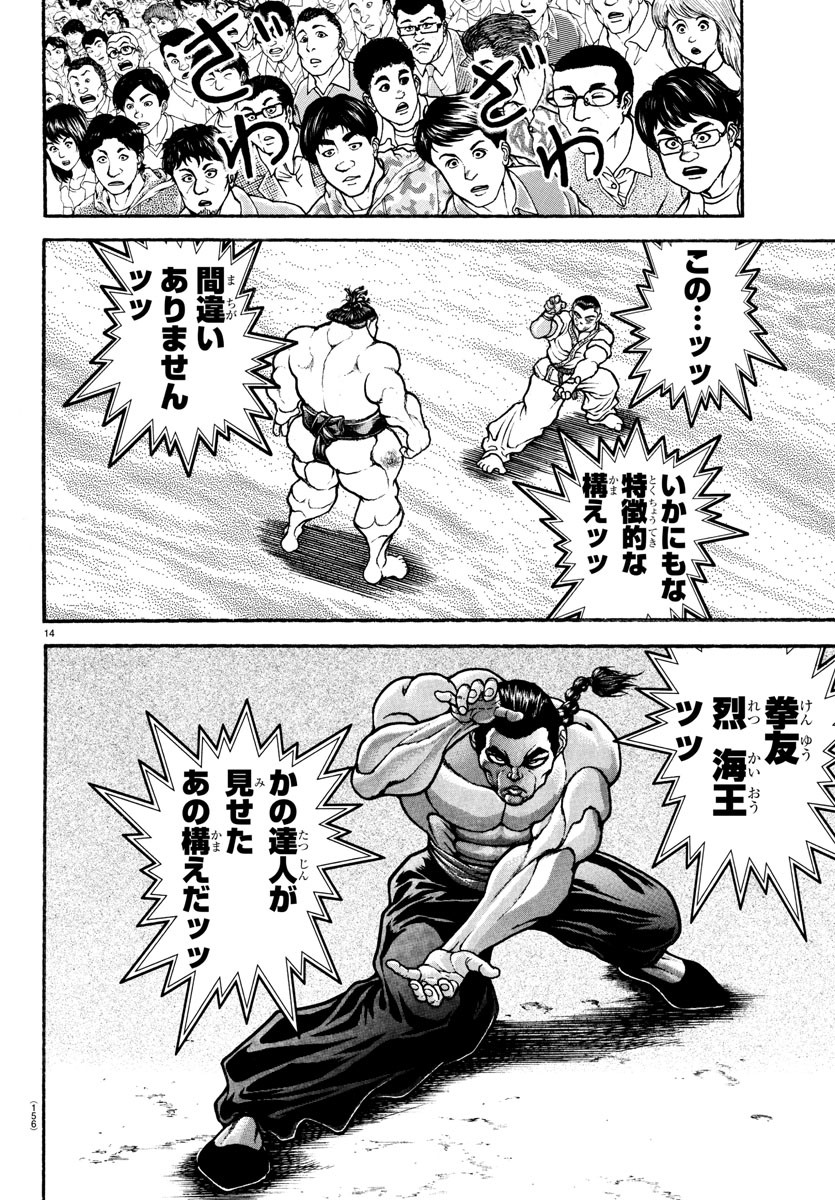 ざわ
ざわ
この…ッッ
いかにもな
特徴的な
構えッッ
間違い
ありません
ッッ
14
拳友
烈 海王
ッッ
かの達人が
見せた
あの構えだッッ
(156)